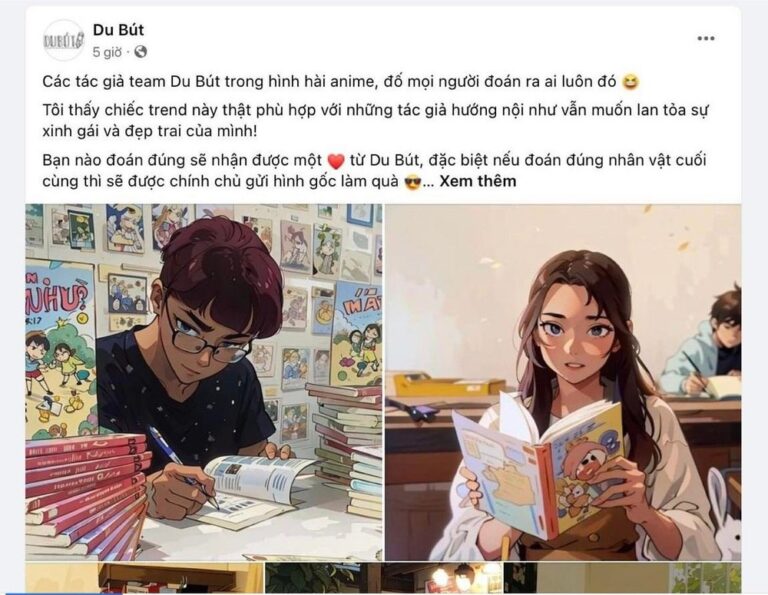 DU BÚT
Du Bút
5 giờ ·
Các tác giả team Du Bút trong hình hài anime, đố mọi người đoán ra ai luôn đó 😆
Tôi thấy chiếc trend này thật phù hợp với những tác giả hướng nội như vẫn muốn lan tỏa sự
xinh gái và đẹp trai của mình!
Bạn nào đoán đúng sẽ nhận được một ❤️ từ Du Bút, đặc biệt nếu đoán đúng nhân vật cuối
cùng thì sẽ được chính chủ gửi hình gốc làm quà 😎... Xem thêm